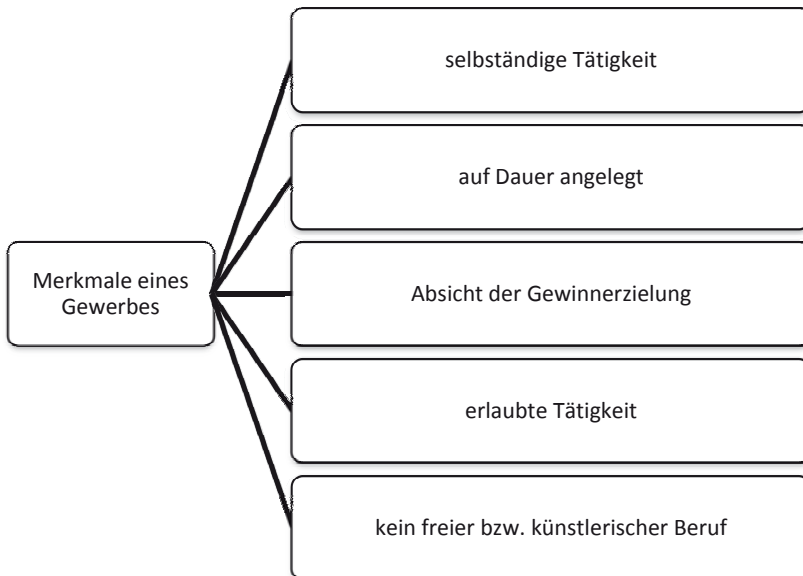 selbständige Tätigkeit
auf Dauer angelegt
Merkmale eines
Gewerbes
Absicht der Gewinnerzielung
erlaubte Tätigkeit
kein freier bzw. künstlerischer Beruf